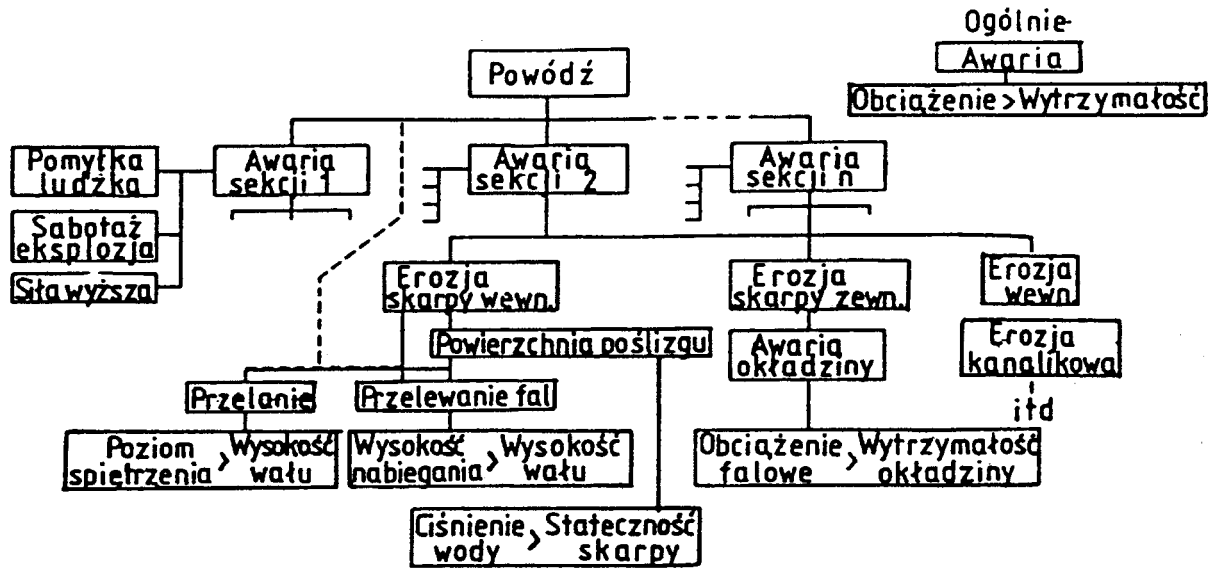 Ogólnie
Awaria
Obciążenie > Wytrzymałość
Powódź
Pomyłka
ludzka
Awaria
sekcji 1
Awaria
sekcji 2
Awaria
sekcji n
Sabotaż
eksplozja
Siła wyższa
Erozja
skarpy wewn.
Erozja
skarpy zewn.
Erozja
wewn.
Powierzchnia poślizgu
Awaria
okładziny
Erozja
kanalikowa
itd
Przelanie
Przelewanie fal
Poziom > Wysokość
spiętrzenia wału
Wysokość > Wysokość
nabiegania wału
Obciążenie > Wytrzymałość
falowe okładziny
Ciśnienie > Stateczność
wody skarpy